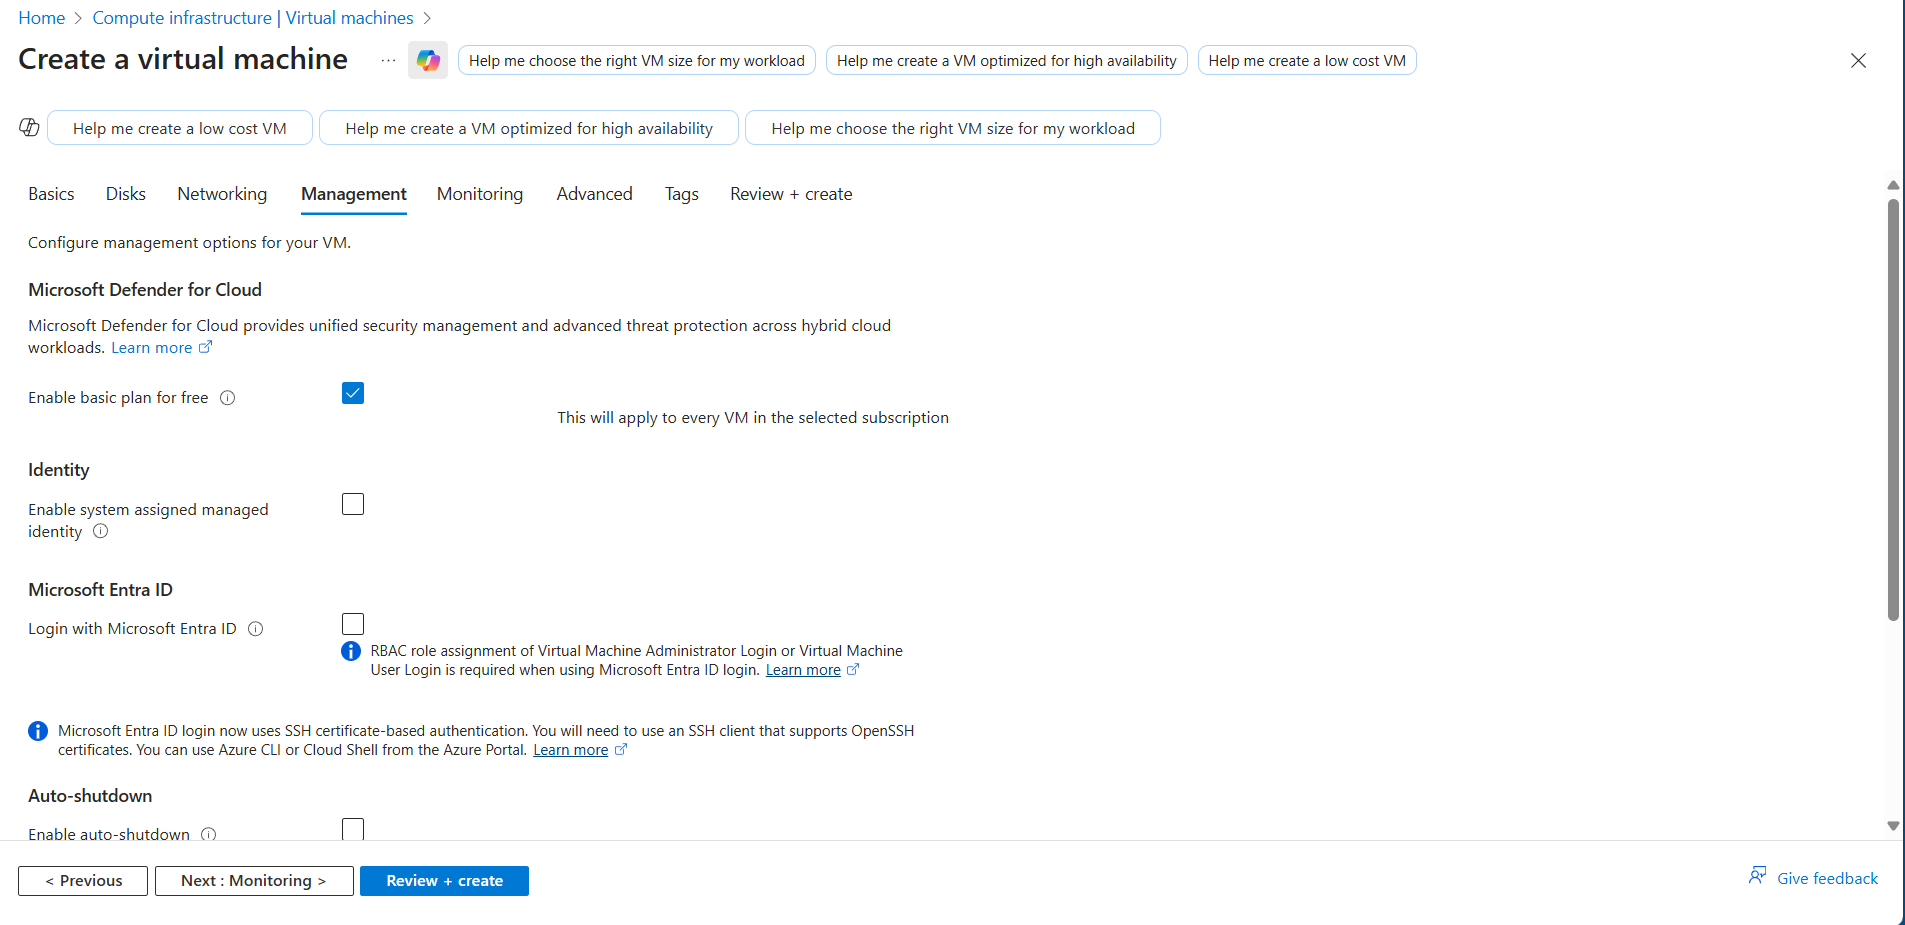 Home > Compute infrastructure | Virtual machines >
Create a virtual machine ... Help me choose the right VM size for my workload Help me create a VM optimized for high availability Help me create a low cost VM
Help me create a low cost VM Help me create a VM optimized for high availability Help me choose the right VM size for my workload
Basics Disks Networking Management Monitoring Advanced Tags Review + create
Configure management options for your VM.
Microsoft Defender for Cloud
Microsoft Defender for Cloud provides unified security management and advanced threat protection across hybrid cloud
workloads. Learn more
Enable basic plan for free
This will apply to every VM in the selected subscription
Identity
Enable system assigned managed
identity
Microsoft Entra ID
Login with Microsoft Entra ID
RBAC role assignment of Virtual Machine Administrator Login or Virtual Machine
User Login is required when using Microsoft Entra ID login. Learn more
Microsoft Entra ID login now uses SSH certificate-based authentication. You will need to use an SSH client that supports OpenSSH
certificates. You can use Azure CLI or Cloud Shell from the Azure Portal. Learn more
Auto-shutdown
Enable auto-shutdown
< Previous Next : Monitoring > Review + create Give feedback